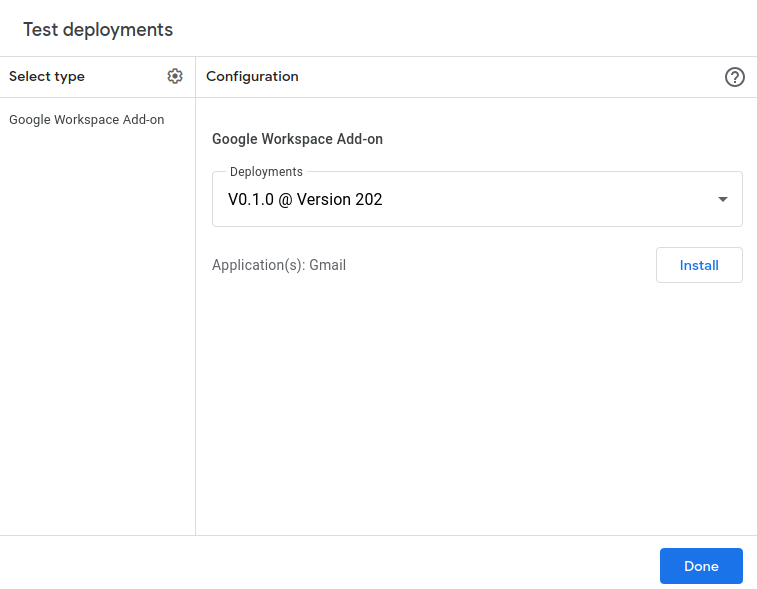 Test deployments
Select type
Configuration
Google Workspace Add-on
Google Workspace Add-on
Deployments
V0.1.0 @ Version 202
Application(s): Gmail
Install
Done